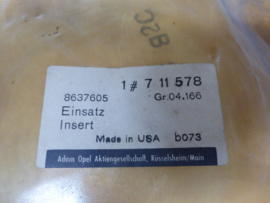 B2C
1# 7 11 578
8637605 Gr.04.166
Einsatz
Insert
Made in USA b073
Adam Opel Aktiengesellschaft, Rüsselsheim/Main